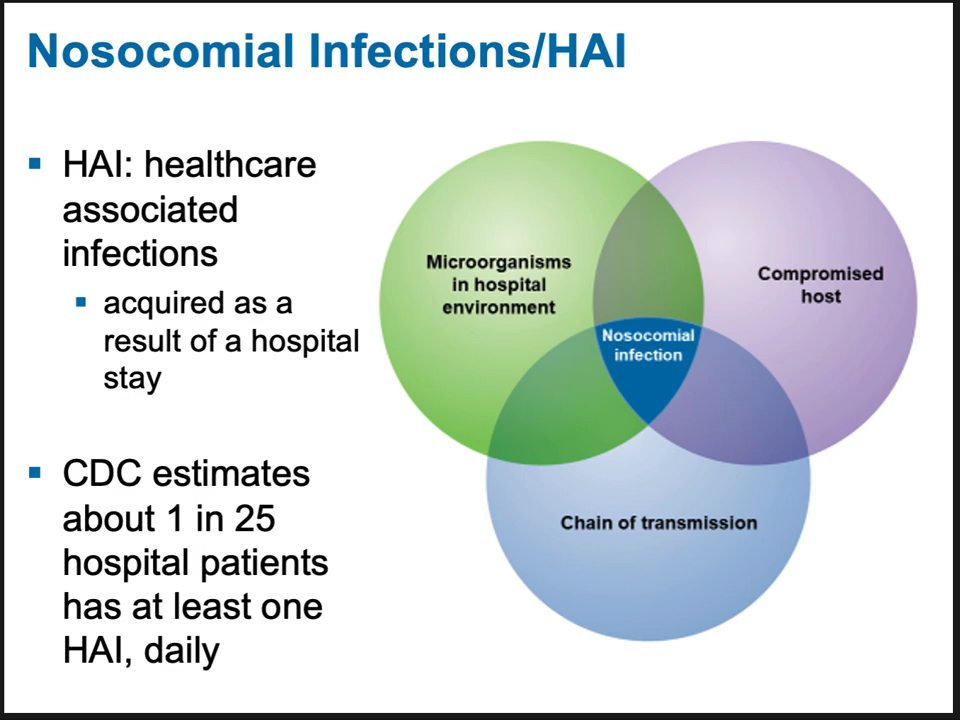 Nosocomial Infections/HAI
▪ HAI: healthcare
associated
infections
▪ acquired as a
result of a hospital
stay
▪ CDC estimates
about 1 in 25
hospital patients
has at least one
HAI, daily
Microorganisms
in hospital
environment
Compromised
host
Nosocomial
infection
Chain of transmission